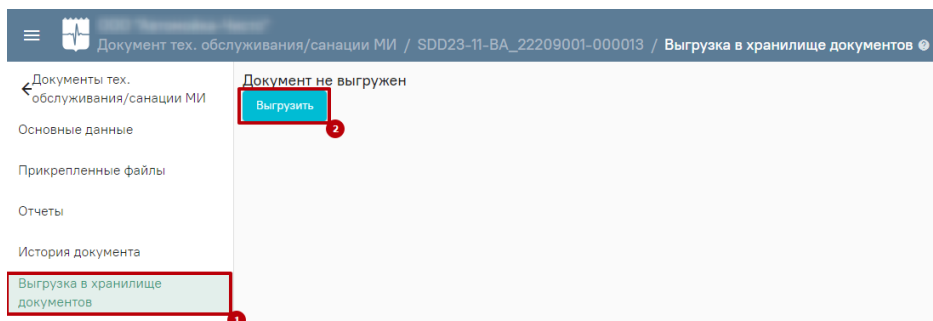 Документ тех. обслуживания/санации МИ / SDD23-11-BA_22209001-000013 / Выгрузка в хранилище документов
Документы тех.
обслуживания/санации МИ
Документ не выгружен
Выгрузить
2
Основные данные
Прикрепленные файлы
Отчеты
История документа
Выгрузка в хранилище
документов
1